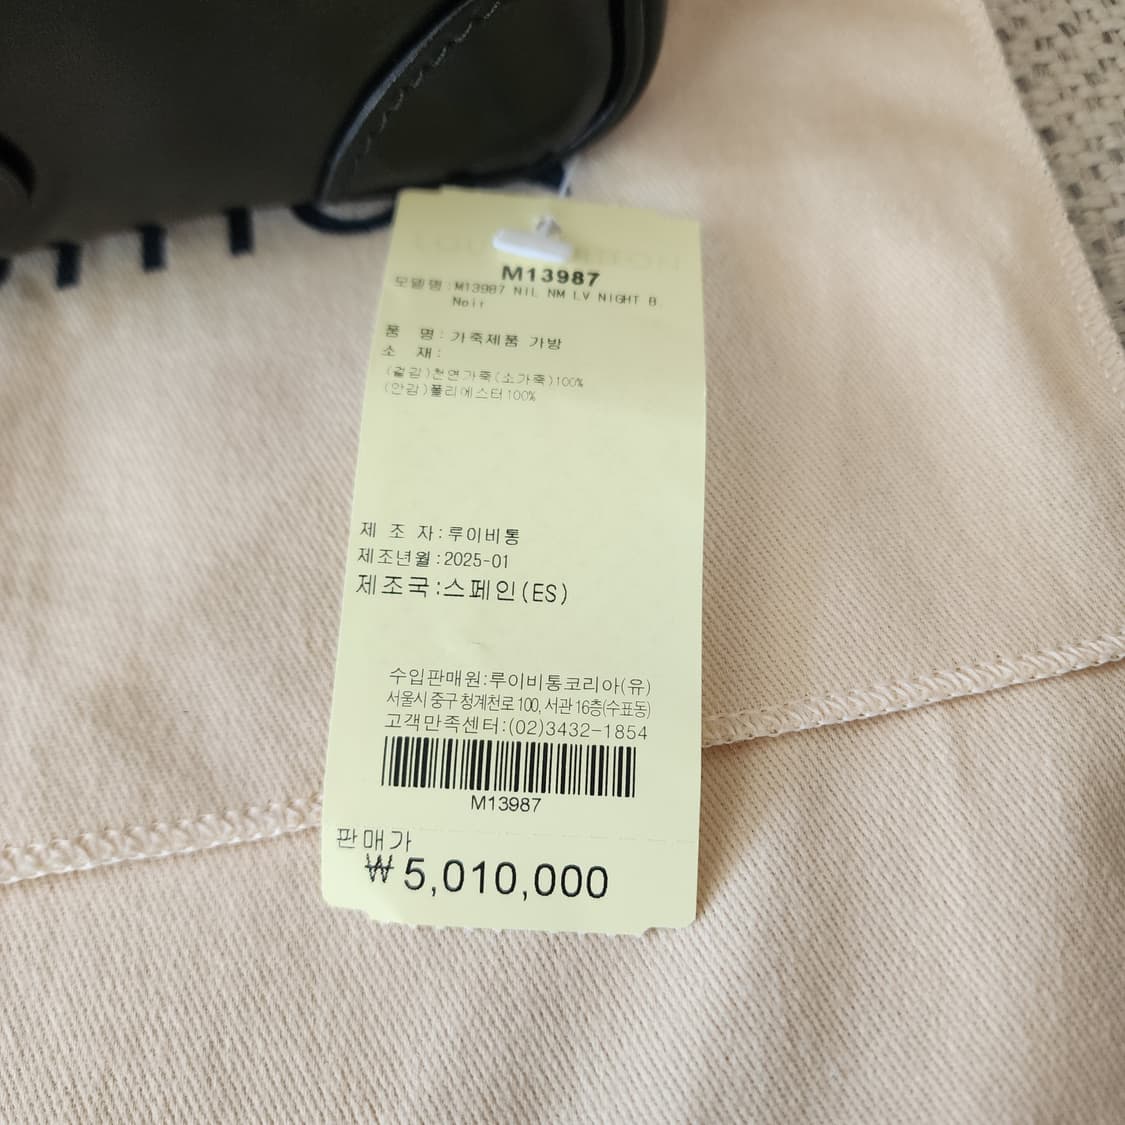 M13987
모델명:M13987 NIL NM LV NIGHT B.
Noir
품 명:가죽제품 가방
소 재:
(겉감)천연가죽(소가죽)100%
(안감)폴리에스터100%
제 조 자:루이비통
제조년월:2025-01
제조국:스페인(ES)
수입판매원:루이비통코리아(유)
서울시 중구 청계천로 100, 서관 16층(수표동)
고객만족센터:(02)3432-1854
M13987
판매가
₩5,010,000